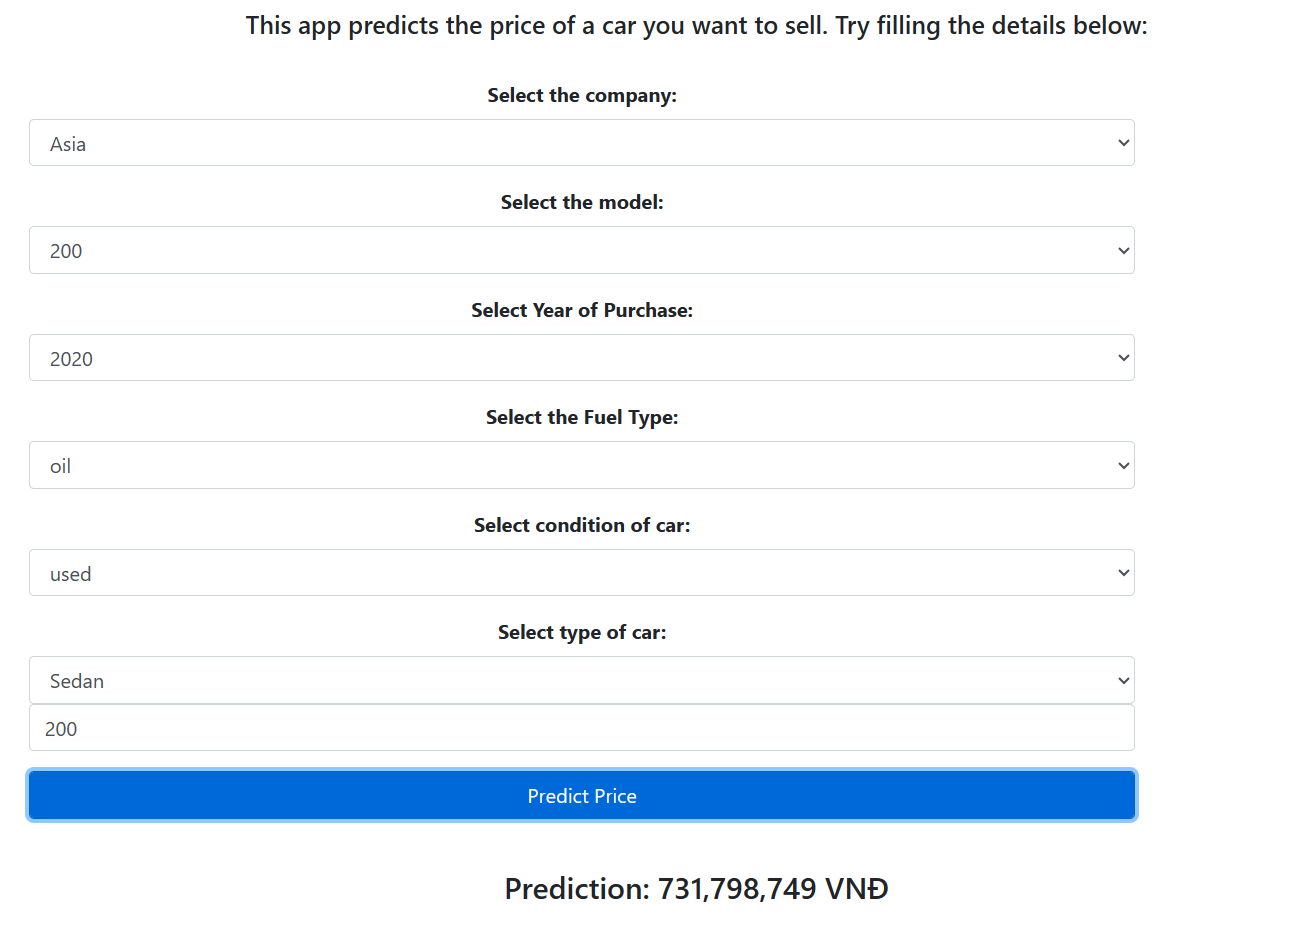 This app predicts the price of a car you want to sell. Try filling the details below:
Select the company:
Asia
Select the model:
200
Select Year of Purchase:
2020
Select the Fuel Type:
oil
Select condition of car:
used
Select type of car:
Sedan
200
Predict Price
Prediction: 731,798,749 VNĐ